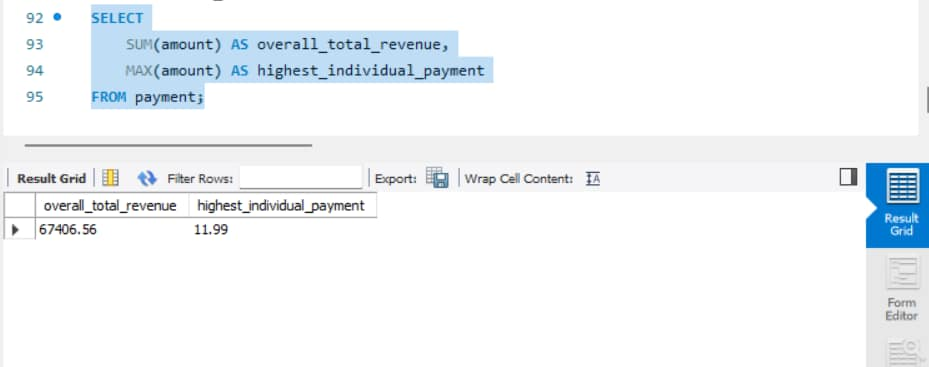 92 SELECT
93 SUM(amount) AS overall_total_revenue,
94 MAX(amount) AS highest_individual_payment
95 FROM payment;
Result Grid Filter Rows: Export: Wrap Cell Content: IA
overall_total_revenue highest_individual_payment
67406.56 11.99
Result
Grid
Form
Editor